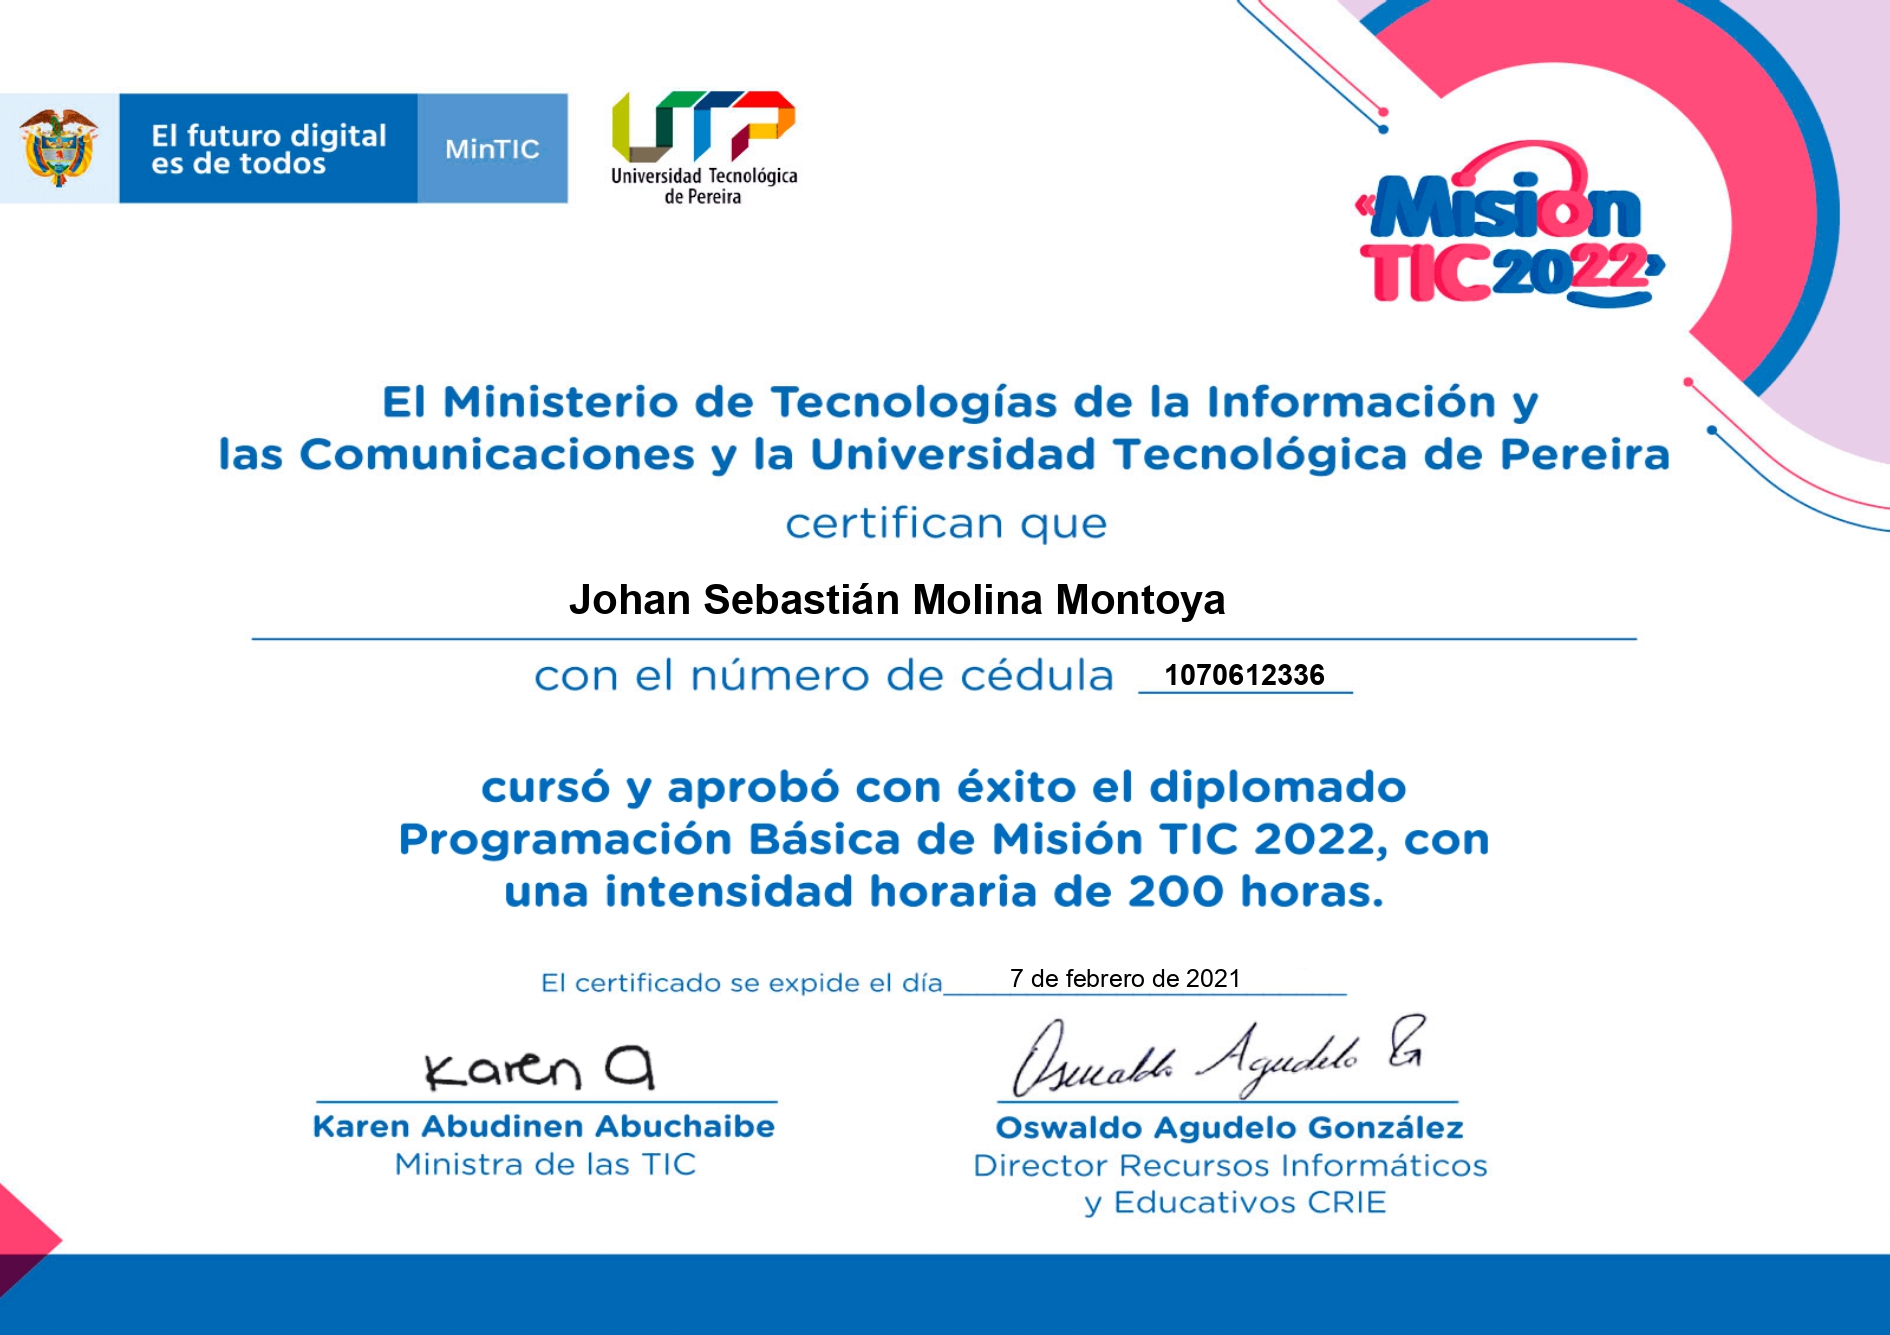 El futuro digital
es de todos
MinTIC
Universidad Tecnológica
de Pereira
«Misión
TIC 2022»
El Ministerio de Tecnologías de la Información y
las Comunicaciones y la Universidad Tecnológica de Pereira
certifican que
Johan Sebastián Molina Montoya
con el número de cédula 1070612336
cursó y aprobó con éxito el diplomado
Programación Básica de Misión TIC 2022, con
una intensidad horaria de 200 horas.
El certificado se expide el día 7 de febrero de 2021
Karen A
Oswaldo Agudelo
Karen Abudinen Abuchaibe
Ministra de las TIC
Oswaldo Agudelo González
Director Recursos Informáticos
y Educativos CRIE